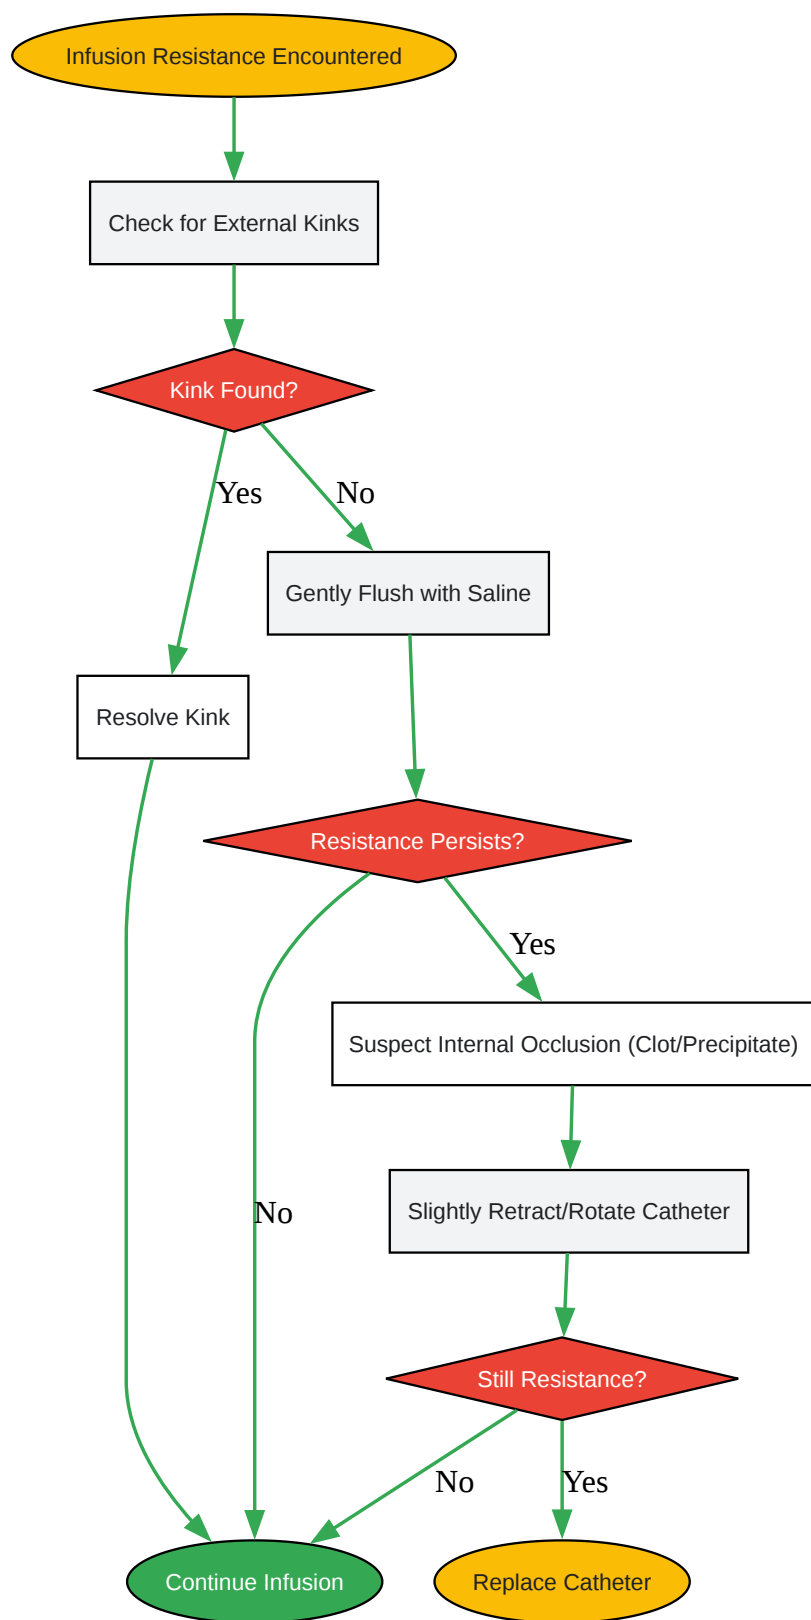 Infusion Resistance Encountered
Check for External Kinks
Kink Found?
Yes
No
Gently Flush with Saline
Resolve Kink
Resistance Persists?
Yes
Suspect Internal Occlusion (Clot/Precipitate)
No
Slightly Retract/Rotate Catheter
Still Resistance?
No
Yes
Continue Infusion
Replace Catheter